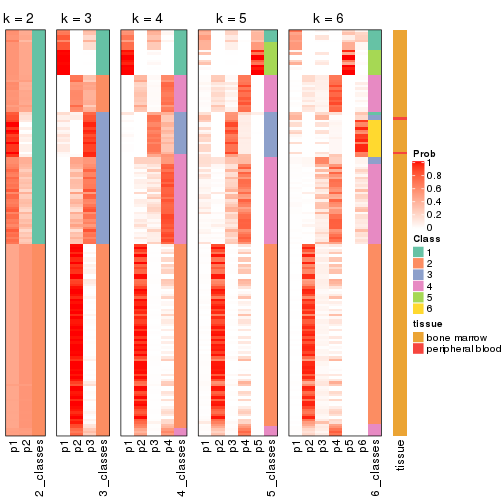 k = 2
k = 3
k = 4
k = 5
k = 6
Prob
1
0.8
0.6
0.4
0.2
0
Class
1
2
3
4
5
6
tissue
bone marrow
peripheral blood
p1
p2
2_classes
p1
p2
p3
3_classes
p1
p2
p3
p4
4_classes
p1
p2
p3
p4
p5
5_classes
p1
p2
p3
p4
p5
p6
6_classes
tissue